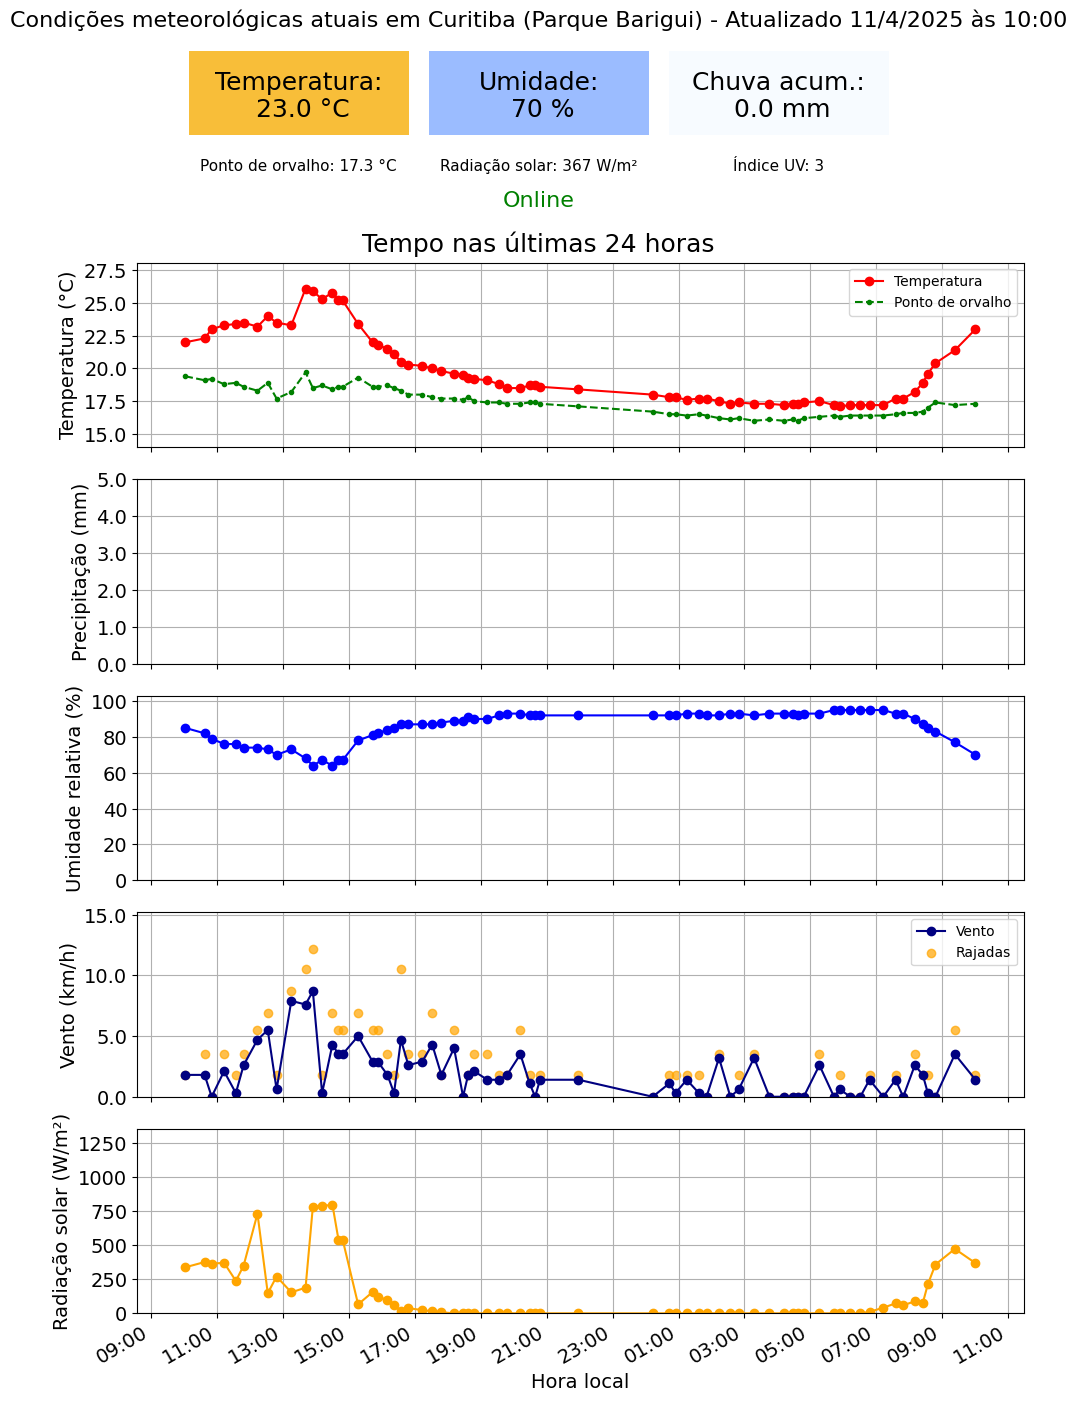 Condições meteorológicas atuais em Curitiba (Parque Barigui) - Atualizado 11/4/2025 às 10:00
Temperatura:
23.0 °C
Umidade:
70 %
Chuva acum.:
0.0 mm
Ponto de orvalho: 17.3 °C
Radiação solar: 367 W/m²
Índice UV: 3
Online
Tempo nas últimas 24 horas
Temperatura (°C)
27.5
25.0
22.5
20.0
17.5
15.0
Temperatura
Ponto de orvalho
Precipitação (mm)
5.0
4.0
3.0
2.0
1.0
0.0
Umidade relativa (%)
100
80
60
40
20
0
Vento (km/h)
15.0
10.0
5.0
0.0
Vento
Rajadas
Radiação solar (W/m²)
1250
1000
750
500
250
0
09:00
11:00
13:00
15:00
17:00
19:00
21:00
23:00
01:00
03:00
05:00
07:00
09:00
11:00
Hora local